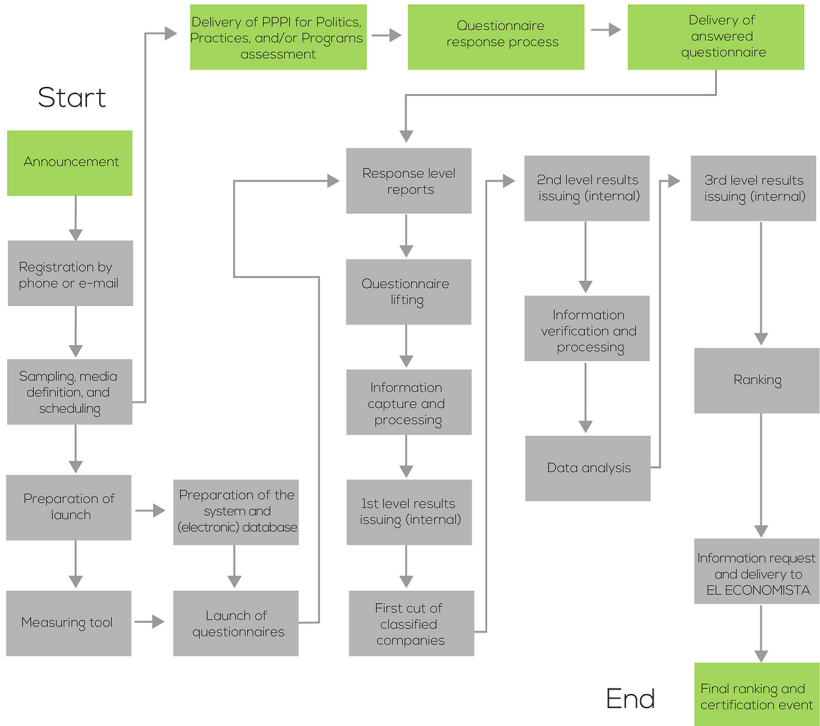 Delivery of PPPI for Politics,
Practices, and/or Programs
assessment
Questionnaire
response process
Delivery of
answered
questionnaire
Start
Announcement
Registration by
phone or e-mail
Sampling, media
definition, and
scheduling
Preparation of
launch
Preparation of the
system and
(electronic) database
Measuring tool
Launch of
questionnaires
Response level
reports
Questionnaire
lifting
Information
capture and
processing
1st level results
issuing (internal)
First cut of
classified
companies
2nd level results
issuing (internal)
Information
verification and
processing
Data analysis
3rd level results
issuing (internal)
Ranking
Information request
and delivery to
EL ECONOMISTA
End
Final ranking and
certification event